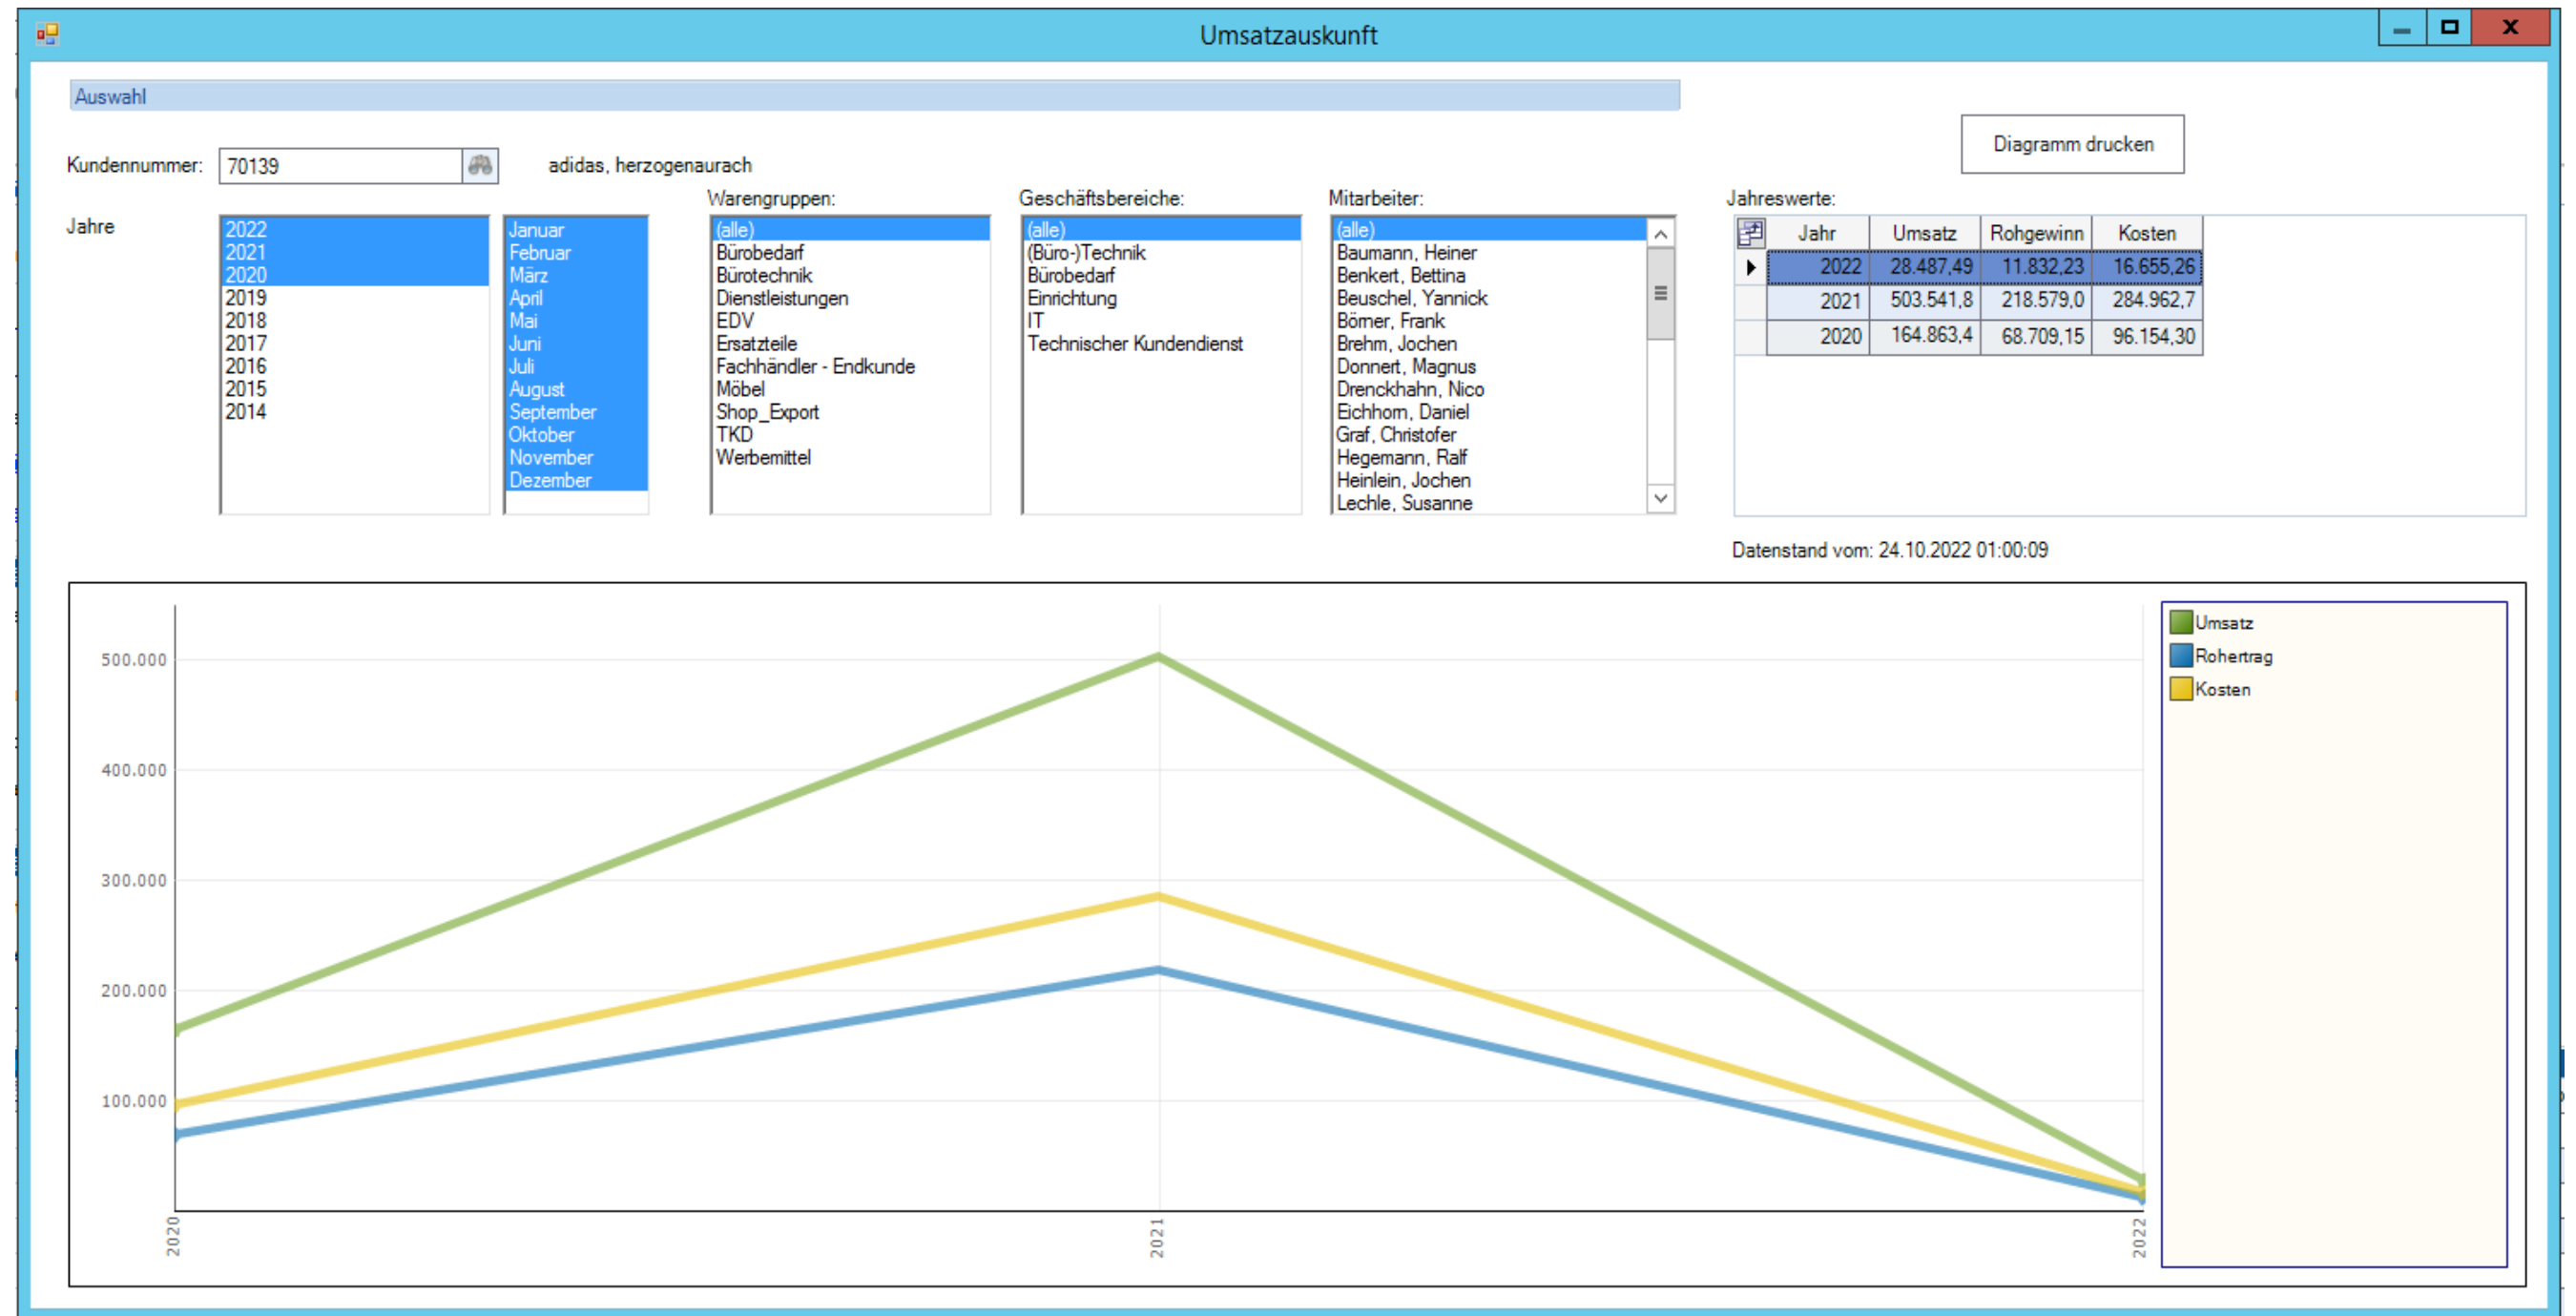 Umsatzauskunft
X
Auswahl
Diagramm drucken
Kundennummer:
70139
adidas, herzogenaurach
Warengruppen:
Geschäftsbereiche:
Mitarbeiter:
Jahreswerte:
Jahre
2022
2021
2020
2019
2018
2017
2016
2015
2014
Januar
Februar
März
April
Mai
Juni
Juli
August
September
Oktober
November
Dezember
(alle)
Bürobedarf
Bürotechnik
Dienstleistungen
EDV
Ersatzteile
Fachhändler - Endkunde
Möbel
Shop_Export
TKD
Werbemittel
(alle)
(Büro-)Technik
Bürobedarf
Einrichtung
IT
Technischer Kundendienst
(alle)
Baumann, Heiner
Benkert, Bettina
Beuschel, Yannick
Börner, Frank
Brehm, Jochen
Donnert, Magnus
Drenckhahn, Nico
Eichhorn, Daniel
Graf, Christofer
Hegemann, Ralf
Heinlein, Jochen
Lechle, Susanne
Jahr Umsatz Rohgewinn Kosten
2022 28.487,49 11.832,23 16.655,26
2021 503.541,8 218.579,0 284.962,7
2020 164.863,4 68.709,15 96.154,30
Datenstand vom: 24.10.2022 01:00:09
500.000
400.000
300.000
200.000
100.000
2020
2021
2022
Umsatz
Rohertrag
Kosten